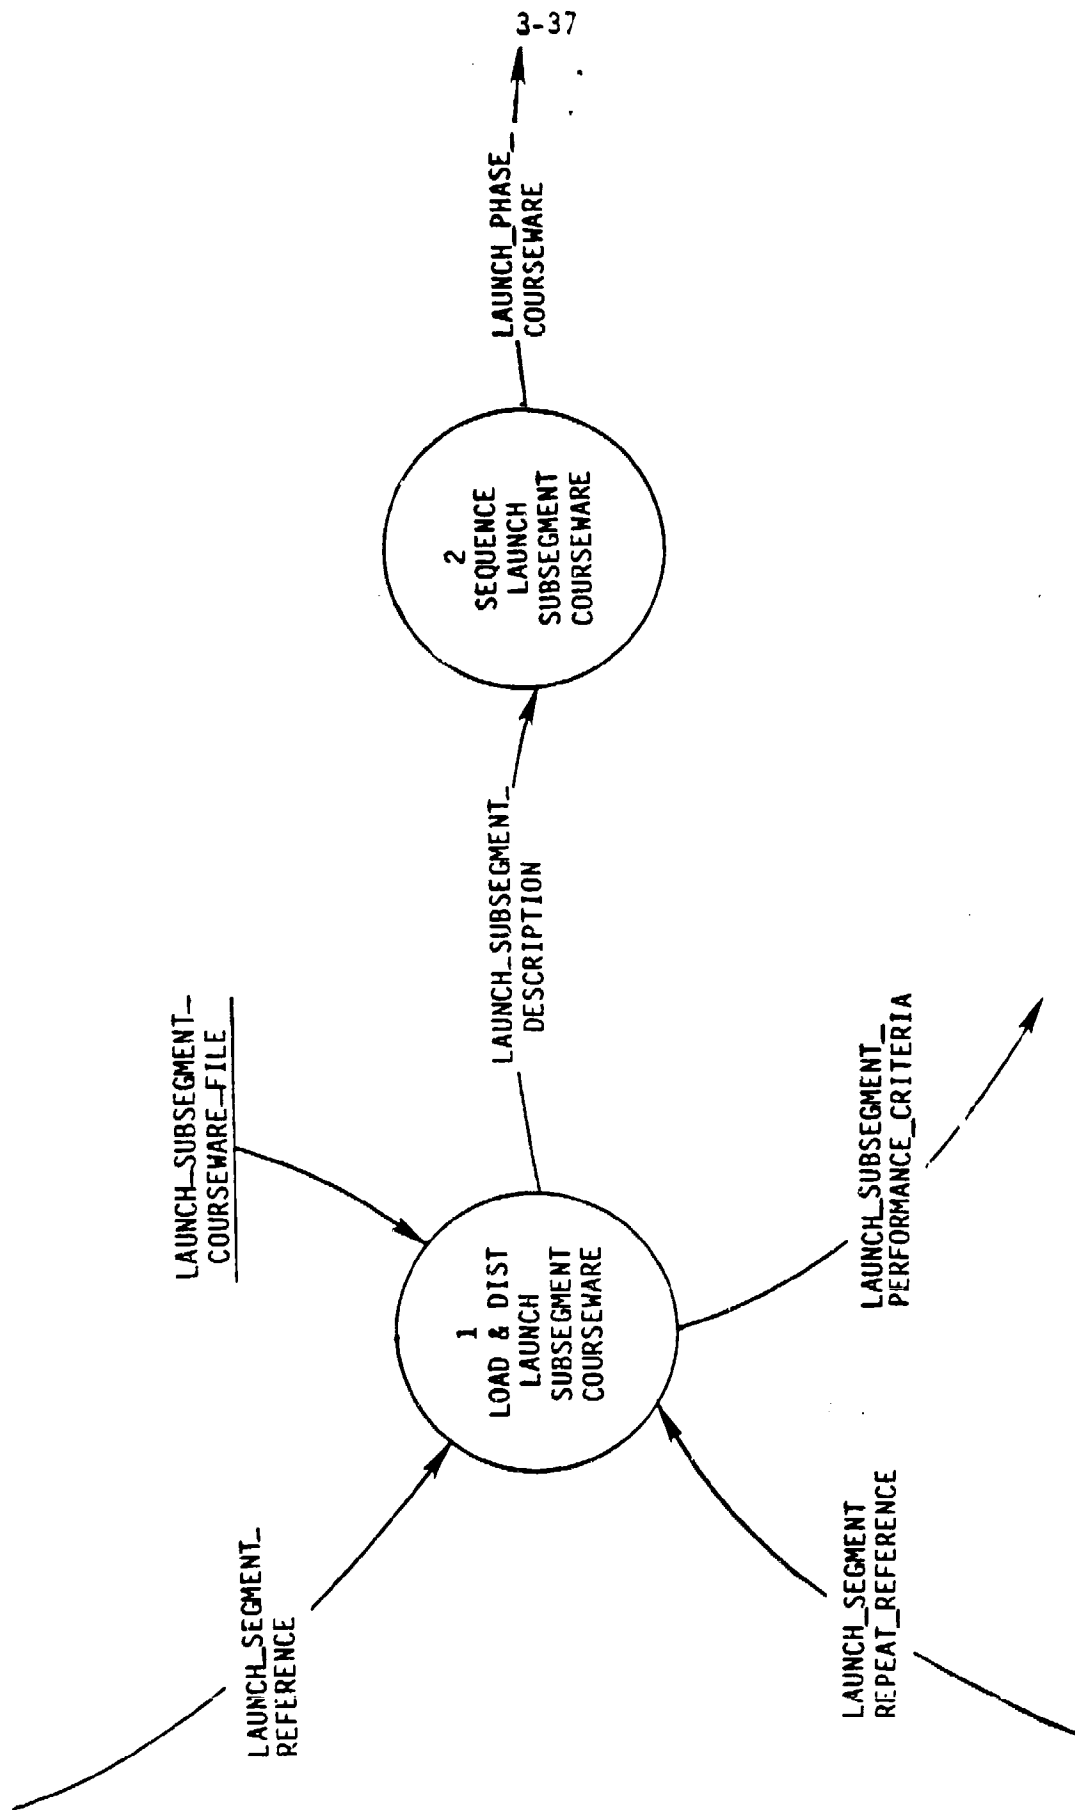 3-37
LAUNCH_SEGMENT_
REFERENCE
LAUNCH_SUBSEGMENT_
COURSEWARE_FILE
1
LOAD & DIST
LAUNCH
SUBSEGMENT
COURSEWARE
LAUNCH_SUBSEGMENT_
DESCRIPTION
2
SEQUENCE
LAUNCH
SUBSEGMENT
COURSEWARE
LAUNCH_PHASE_
COURSEWARE
LAUNCH_SEGMENT
REPEAT_REFERENCE
LAUNCH_SUBSEGMENT_
PERFORMANCE_CRITERIA